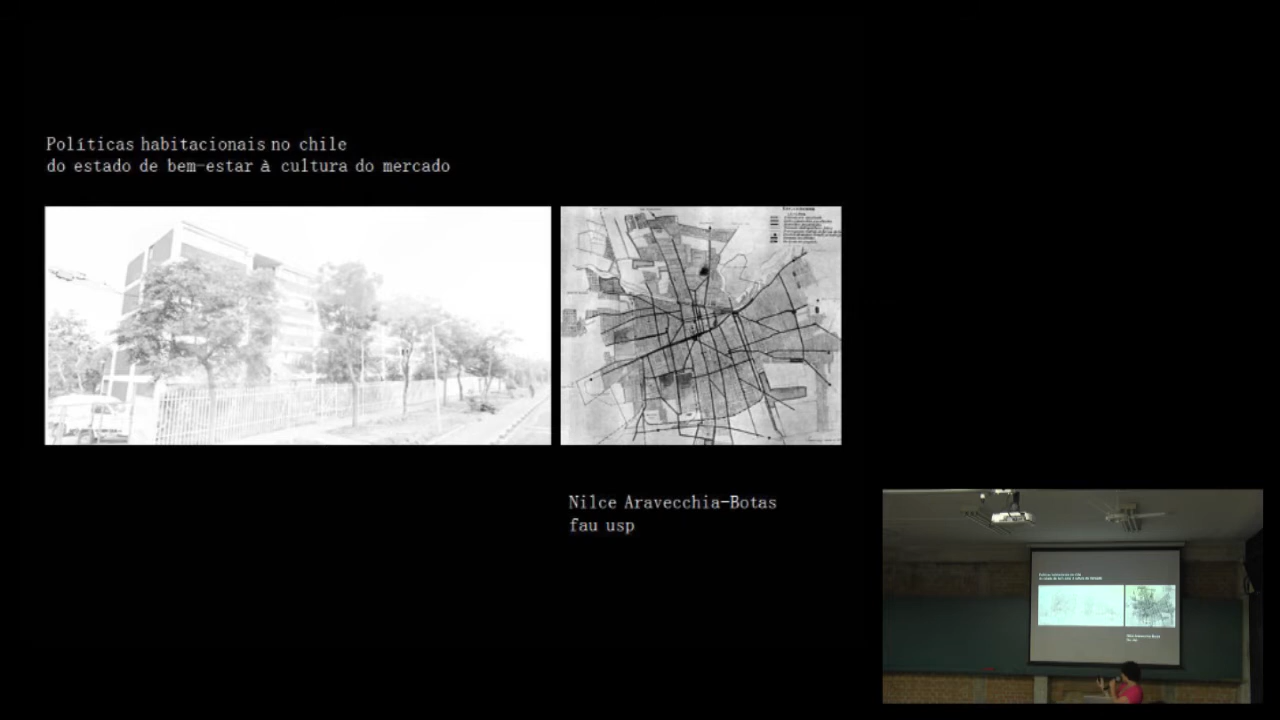 Políticas habitacionais no chile
do estado de bem-estar à cultura do mercado
Nilce Aravecchia-Botas
fau usp